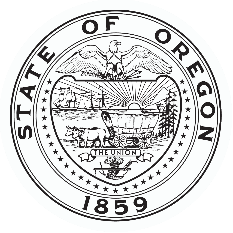 STATE OF OREGON
THE UNION
1859